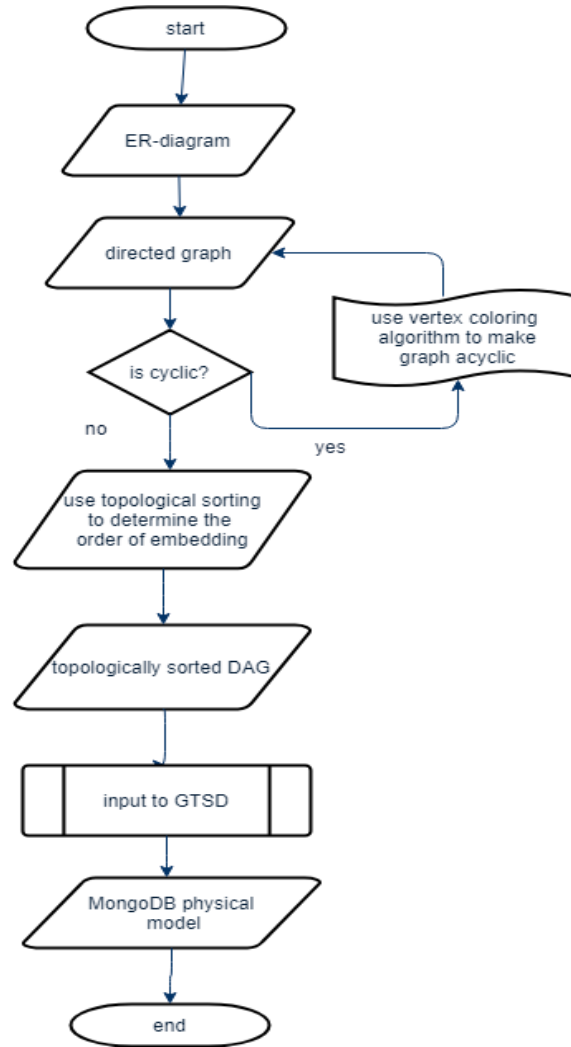 start
ER-diagram
directed graph
use vertex coloring
algorithm to make
graph acyclic
is cyclic?
no
yes
use topological sorting
to determine the
order of embedding
topologically sorted DAG
input to GTSD
MongoDB physical
model
end